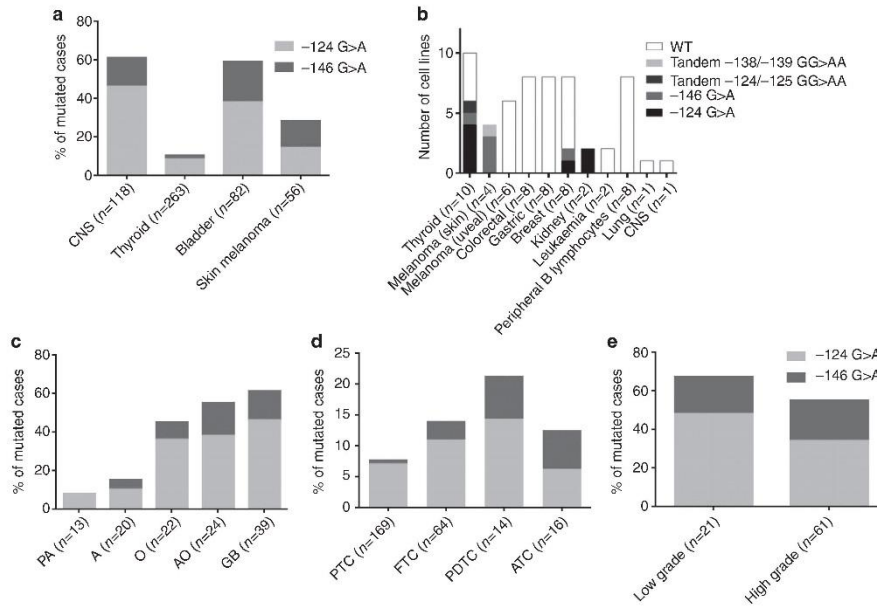 a
% of mutated cases
80
60
40
20
0
CNS (n=118)
Thyroid (n=263)
Bladder (n=82)
Skin melanoma (n=56)
−124 G>A
−146 G>A
b
Number of cell lines
10
5
0
Thyroid (n=10)
Melanoma (skin) (n=4)
Melanoma (uveal) (n=6)
Colorectal (n=8)
Gastric (n=8)
Breast (n=8)
Kidney (n=2)
Leukaemia (n=2)
Peripheral B lymphocytes (n=8)
Lung (n=1)
CNS (n=1)
WT
Tandem −138/−139 GG>AA
Tandem −124/−125 GG>AA
−146 G>A
−124 G>A
c
% of mutated cases
80
60
40
20
0
PA (n=13)
A (n=20)
O (n=22)
AO (n=24)
GB (n=39)
d
% of mutated cases
25
20
15
10
5
0
PTC (n=169)
FTC (n=64)
PDTC (n=14)
ATC (n=16)
e
% of mutated cases
80
60
40
20
0
Low grade (n=21)
High grade (n=61)
−124 G>A
−146 G>A